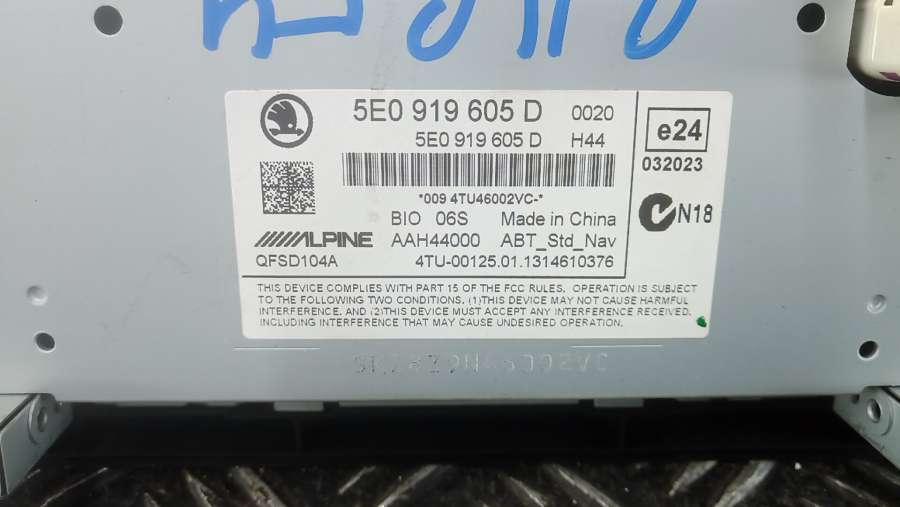 5E0 919 605 D 0020
5E0 919 605 D H44
*009 4TU46002VC-*
BIO 06S Made in China
ALPINE AAH44000 ABT_Std_Nav
QFSD104A 4TU-00125.01.1314610376
e24
032023
N18
THIS DEVICE COMPLIES WITH PART 15 OF THE FCC RULES. OPERATION IS SUBJECT
TO THE FOLLOWING TWO CONDITIONS. (1)THIS DEVICE MAY NOT CAUSE HARMFUL
INTERFERENCE, AND (2)THIS DEVICE MUST ACCEPT ANY INTERFERENCE RECEIVED,
INCLUDING INTERFERENCE THAT MAY CAUSE UNDESIRED OPERATION.